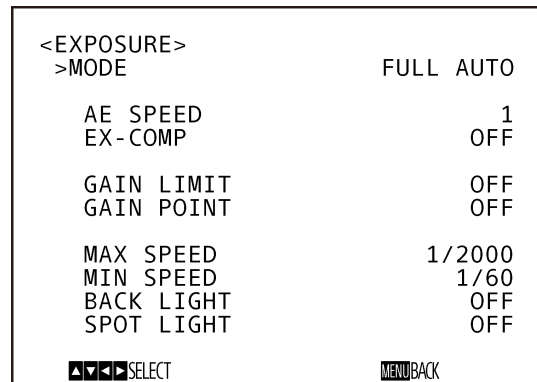 <EXPOSURE>
>MODE FULL AUTO
AE SPEED 1
EX-COMP OFF
GAIN LIMIT OFF
GAIN POINT OFF
MAX SPEED 1/2000
MIN SPEED 1/60
BACK LIGHT OFF
SPOT LIGHT OFF
▲▼◀▶SELECT MENU BACK